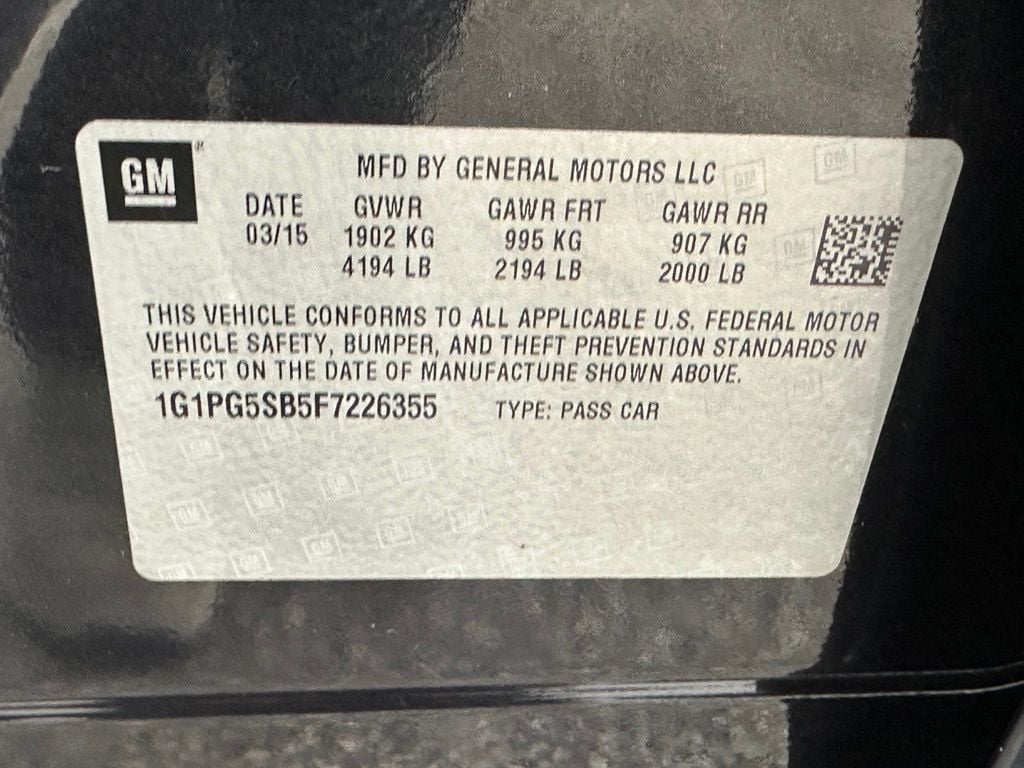 GM ®
MFD BY GENERAL MOTORS LLC
DATE GVWR GAWR FRT GAWR RR
03/15 1902 KG 995 KG 907 KG
4194 LB 2194 LB 2000 LB
THIS VEHICLE CONFORMS TO ALL APPLICABLE U.S. FEDERAL MOTOR
VEHICLE SAFETY, BUMPER, AND THEFT PREVENTION STANDARDS IN
EFFECT ON THE DATE OF MANUFACTURE SHOWN ABOVE.
1G1PG5SB5F7226355 TYPE: PASS CAR